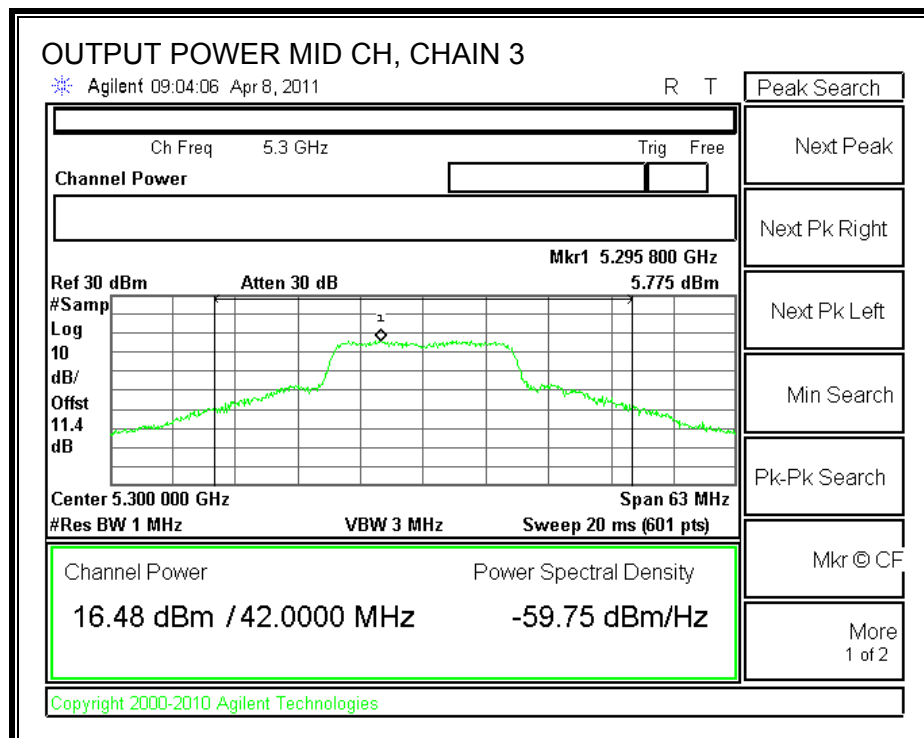 OUTPUT POWER MID CH, CHAIN 3
Agilent 09:04:06 Apr 8, 2011 R T
Peak Search
Ch Freq 5.3 GHz Trig Free
Next Peak
Channel Power
Next Pk Right
Mkr1 5.295 800 GHz
Ref 30 dBm Atten 30 dB 5.775 dBm
#Samp
Log
10
dB/
Offst
11.4
dB
1
Next Pk Left
Min Search
Pk-Pk Search
Center 5.300 000 GHz Span 63 MHz
#Res BW 1 MHz VBW 3 MHz Sweep 20 ms (601 pts)
Mkr © CF
Channel Power Power Spectral Density
16.48 dBm / 42.0000 MHz -59.75 dBm/Hz
More
1 of 2
Copyright 2000-2010 Agilent Technologies